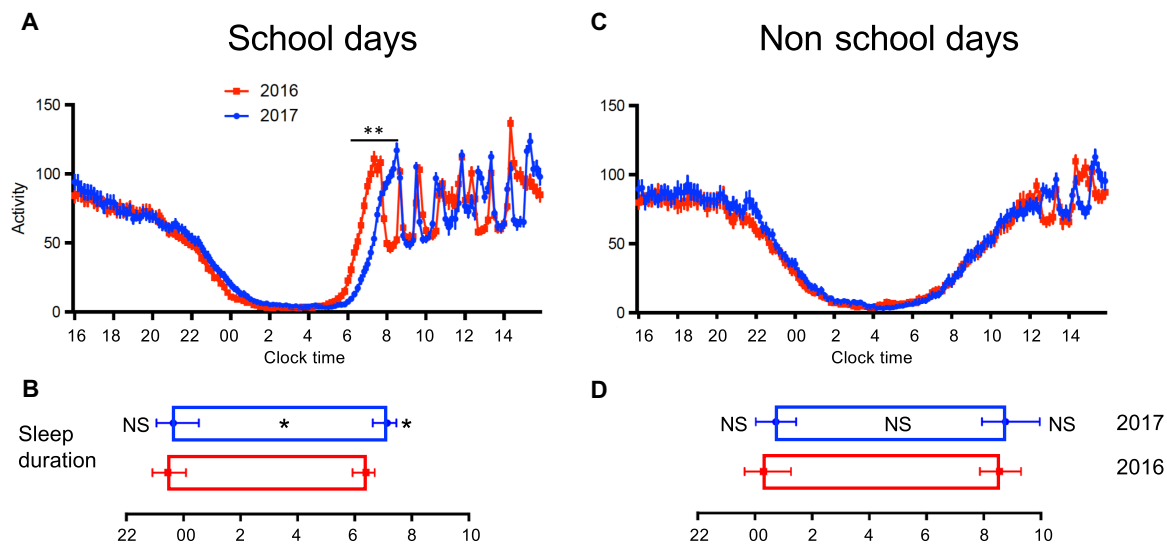 A
School days
C
Non school days
2016
2017
150
100
50
0
Activity
**
16 18 20 22 00 2 4 6 8 10 12 14
Clock time
150
100
50
0
16 18 20 22 00 2 4 6 8 10 12 14
Clock time
B
Sleep
duration
NS * *
22 00 2 4 6 8 10
D
NS NS NS 2017
2016
22 00 2 4 6 8 10